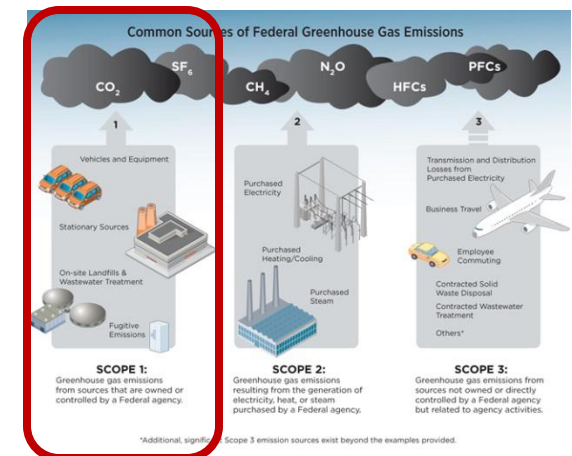 Common Sources of Federal Greenhouse Gas Emissions
CO₂
SF₆
CH₄
N₂O
HFCs
PFCs
1
Vehicles and Equipment
Stationary Sources
On-site Landfills &
Wastewater Treatment
Fugitive
Emissions
SCOPE 1:
Greenhouse gas emissions
from sources that are owned or
controlled by a Federal agency.
2
Purchased
Electricity
Purchased
Heating/Cooling
Purchased
Steam
SCOPE 2:
Greenhouse gas emissions
resulting from the generation of
electricity, heat, or steam
purchased by a Federal agency.
3
Transmission and Distribution
Losses from
Purchased Electricity
Business Travel
Employee
Commuting
Contracted Solid
Waste Disposal
Contracted Wastewater
Treatment
Others*
SCOPE 3:
Greenhouse gas emissions from
sources not owned or directly
controlled by a Federal agency
but related to agency activities.
*Additional, significant Scope 3 emission sources exist beyond the examples provided.